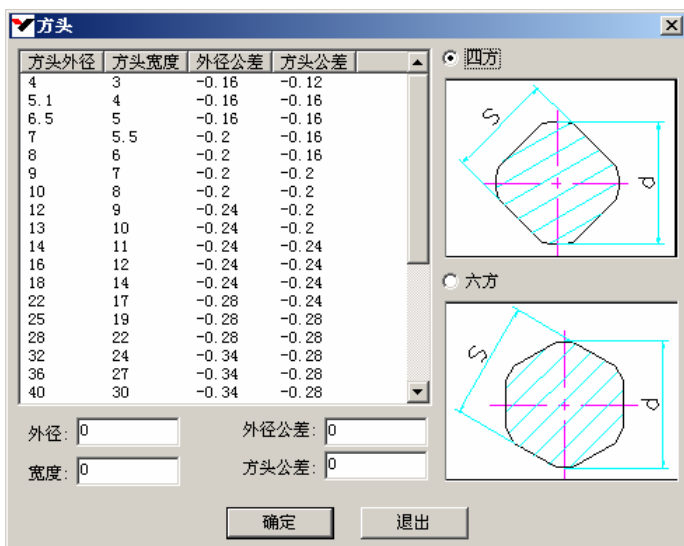 方头
方头外径 方头宽度 外径公差 方头公差
4 3 -0.16 -0.12
5.1 4 -0.16 -0.16
6.5 5 -0.16 -0.16
7 5.5 -0.2 -0.16
8 6 -0.2 -0.16
9 7 -0.2 -0.2
10 8 -0.2 -0.2
12 9 -0.24 -0.2
13 10 -0.24 -0.2
14 11 -0.24 -0.24
16 12 -0.24 -0.24
18 14 -0.24 -0.24
22 17 -0.28 -0.24
25 19 -0.28 -0.28
28 22 -0.28 -0.28
32 24 -0.34 -0.28
36 27 -0.34 -0.28
40 30 -0.34 -0.28
四方
S
d
六方
S
d
外径: 0 外径公差: 0
宽度: 0 方头公差: 0
确定 退出